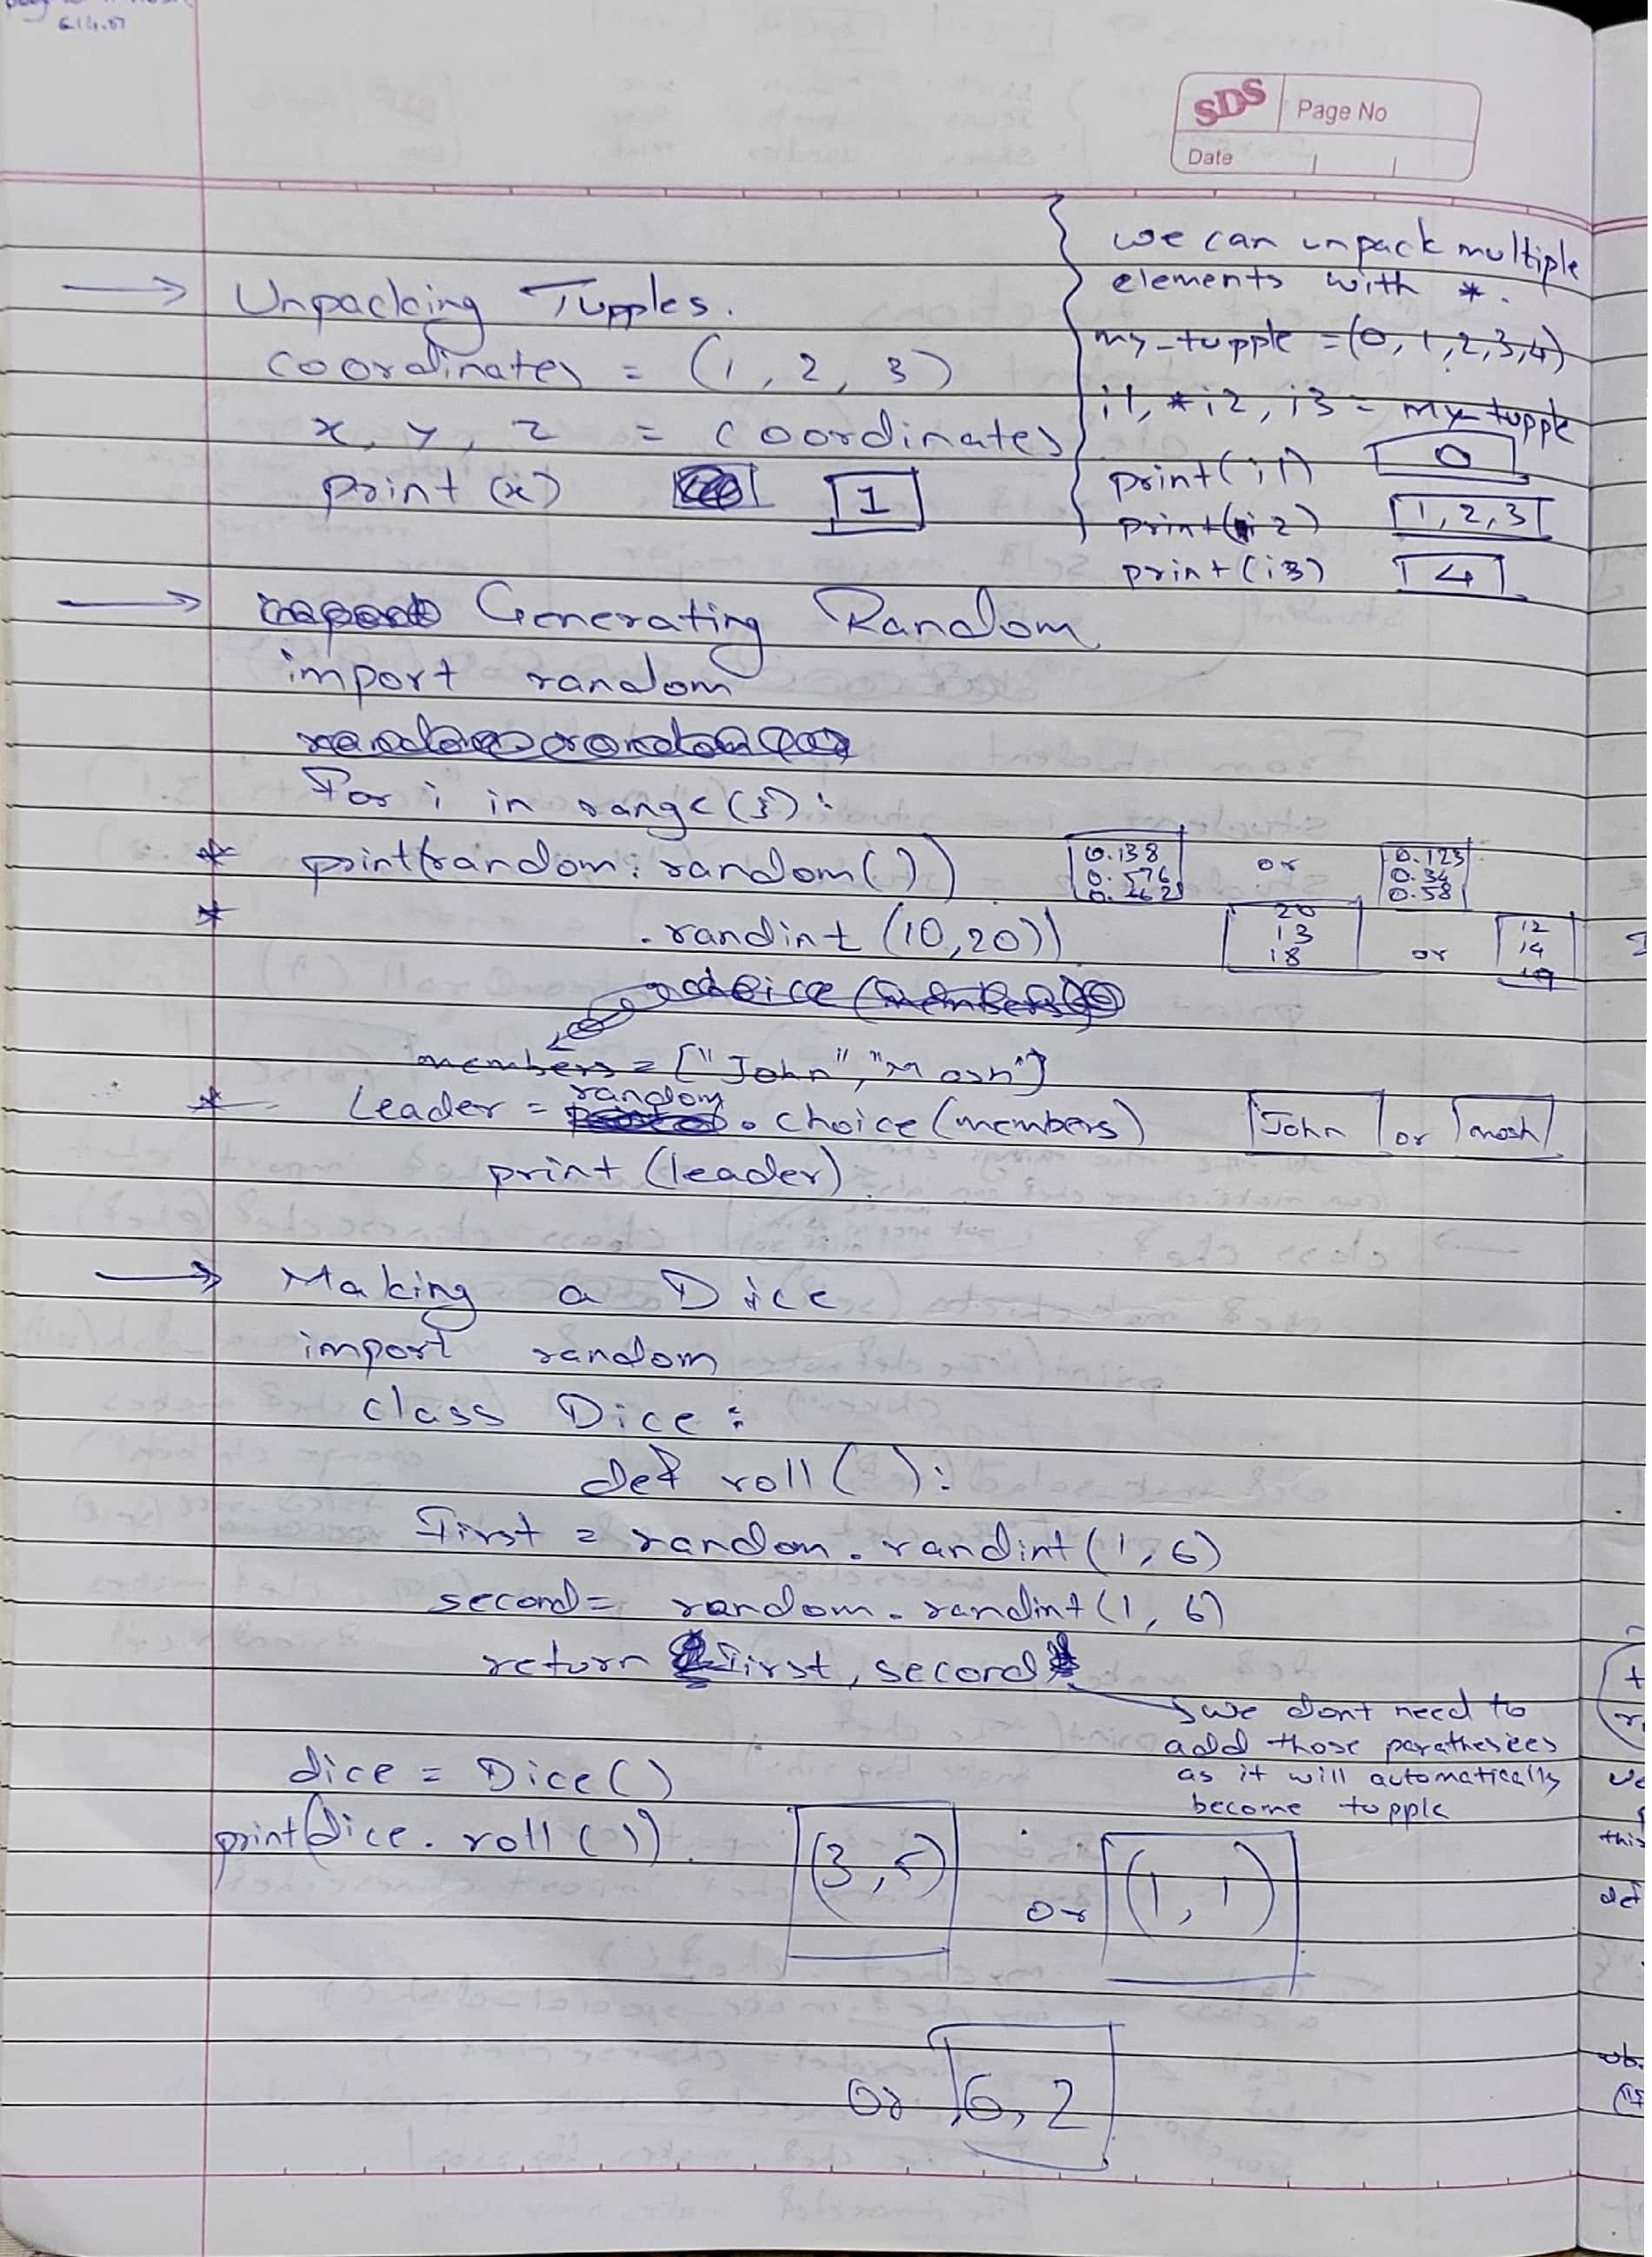 614.07
SDS Page No
Date
→ Unpacking Tupples.
coordinates = (1, 2, 3)
x, y, z = coordinates
print (x) 1
we can unpack multiple
elements with *.
my_tupple = (0, 1, 2, 3, 4)
i1, *i2, i3 = my_tupple
print(i1) 0
print(i2) 1, 2, 3
print(i3) 4
→ Generating Random
import random
For i in range (3):
* print(random. random()) 0.138 or 0.123
0.576 0.34
0.58
* .randint (10,20)) 20 12
13 or 14
18 19
choice (members)
members = ["John", "Mosh"]
* Leader = random . choice (members) John or mosh
print (leader)
→ Making a Dice
import random
class Dice :
def roll ( ) :
First = random . randint (1, 6)
second = random . randint (1, 6)
return first, second
→ we dont need to
add those parathesiees
as it will automatically
become tupple
dice = Dice ( )
print(dice . roll ( )) (3, 5) or (1, 1)
or 6, 2